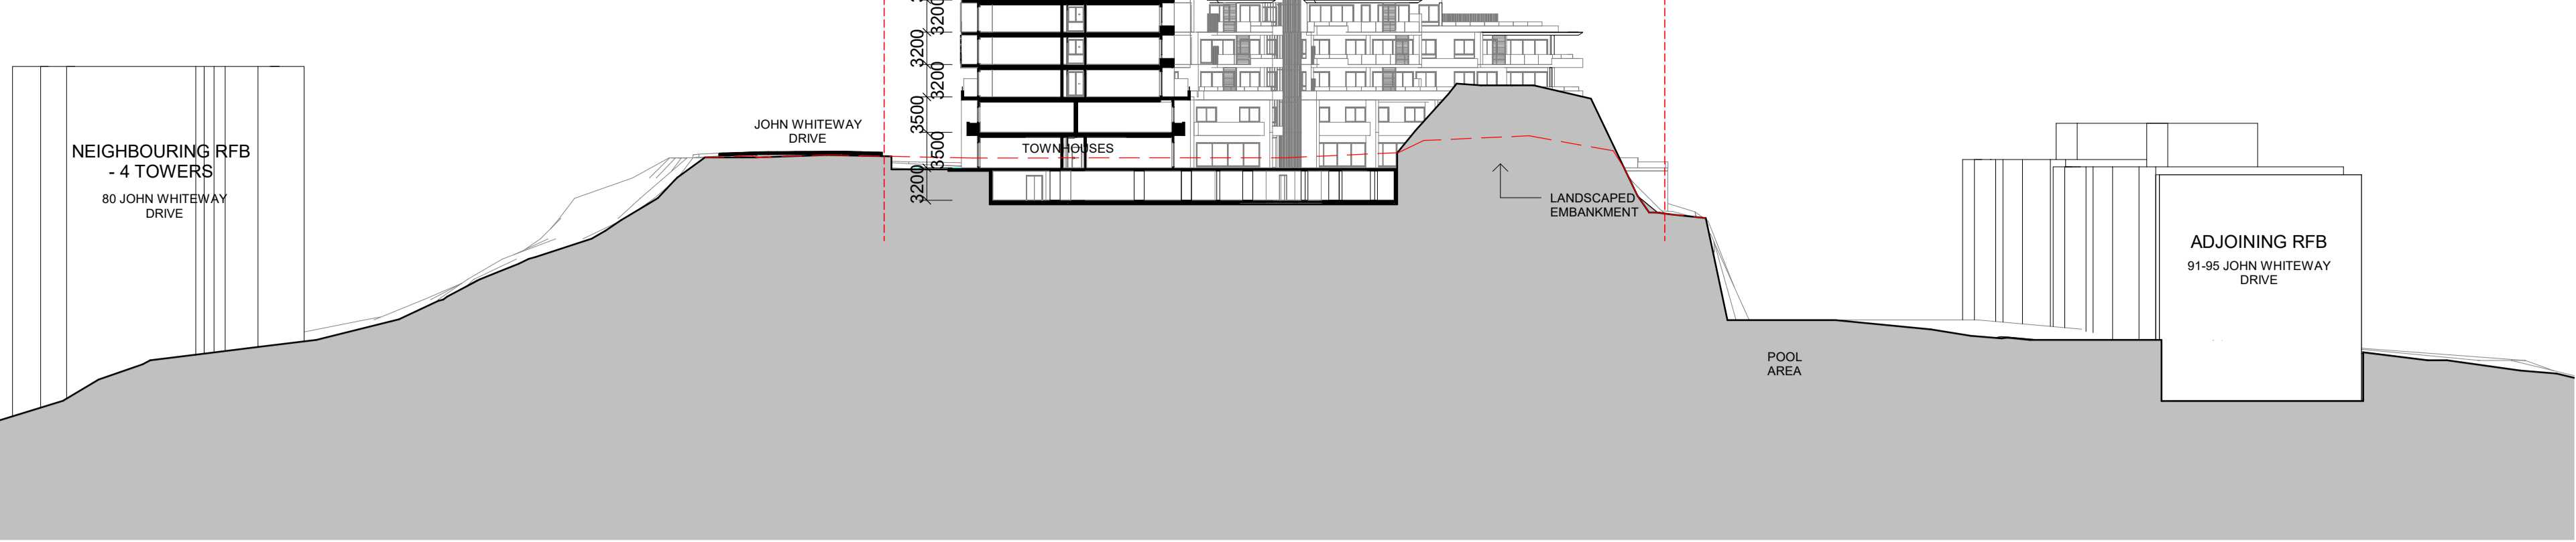 3200
3200
3200
3500
3500
3200
JOHN WHITEWAY
DRIVE
TOWNHOUSES
NEIGHBOURING RFB
- 4 TOWERS
80 JOHN WHITEWAY
DRIVE
LANDSCAPED
EMBANKMENT
ADJOINING RFB
91-95 JOHN WHITEWAY
DRIVE
POOL
AREA